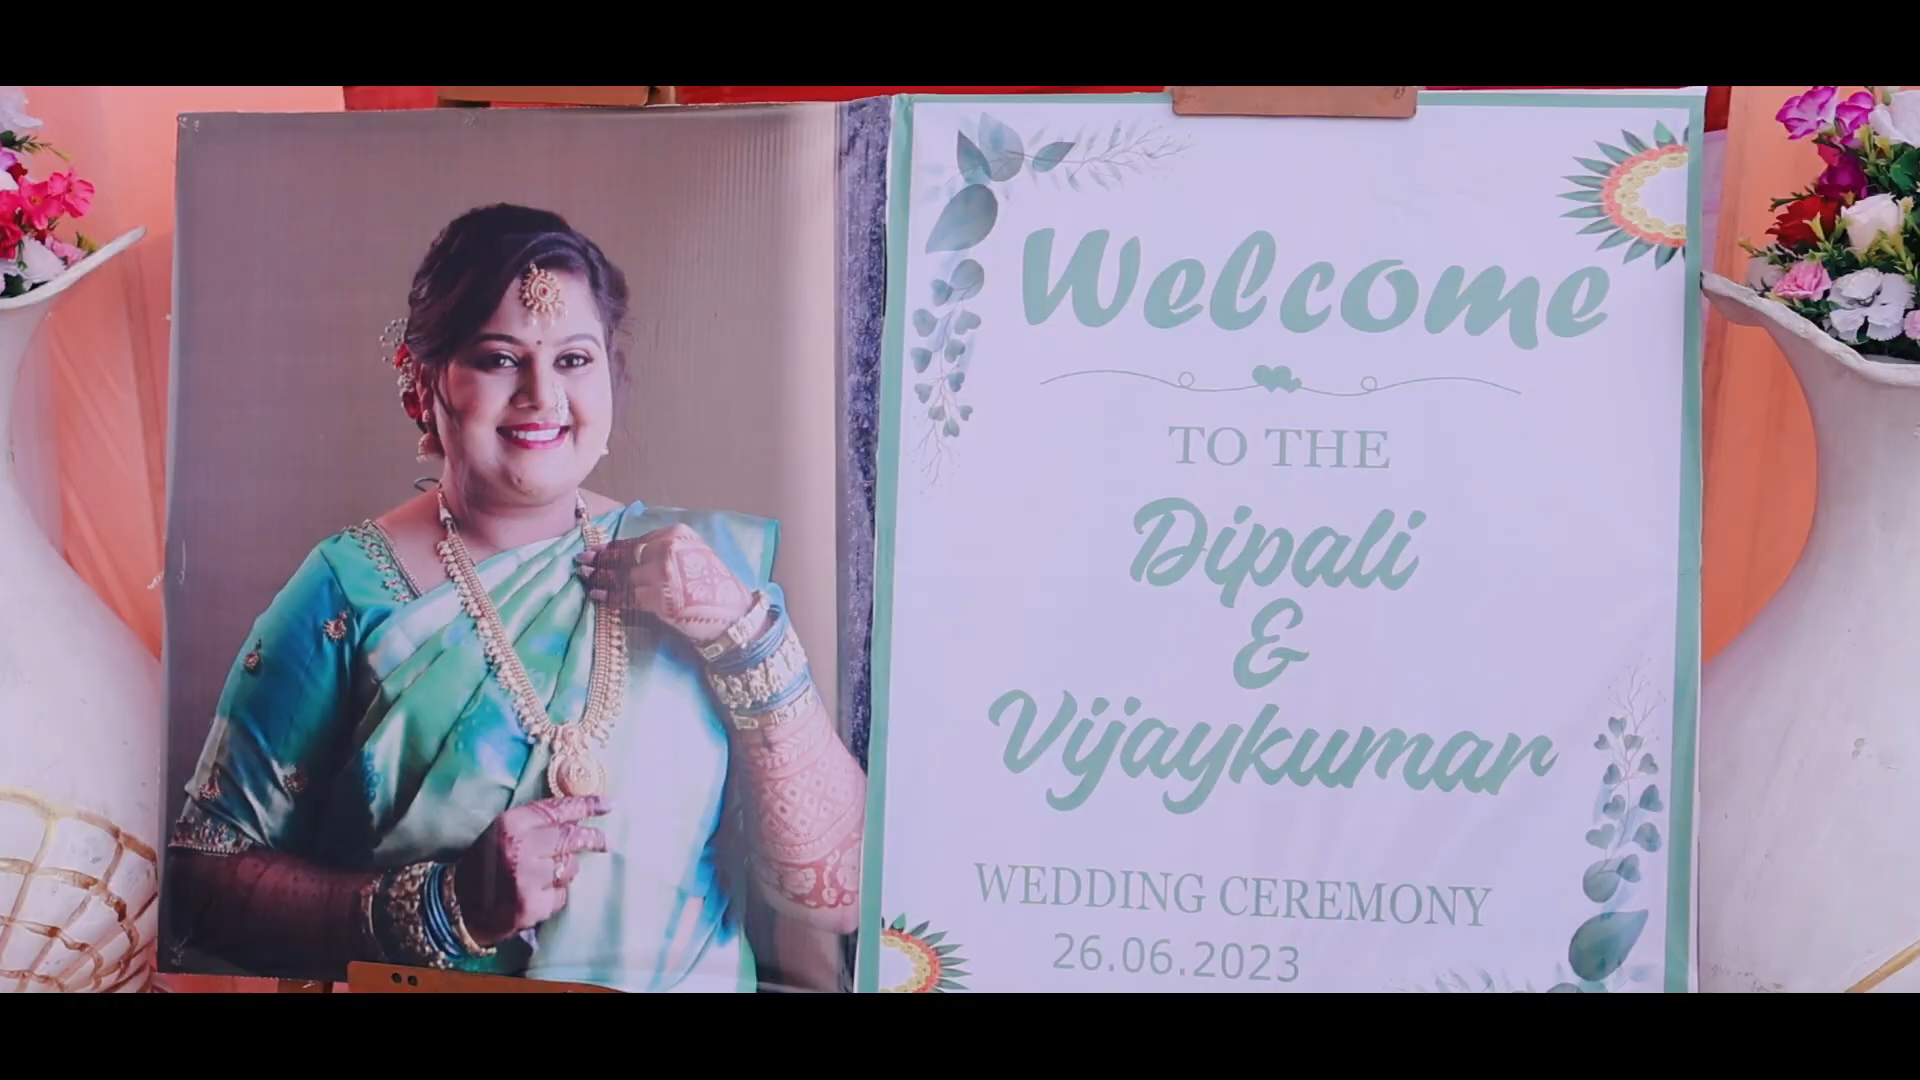 Welcome
TO THE
Dipali
&
Vijaykumar
WEDDING CEREMONY
26.06.2023